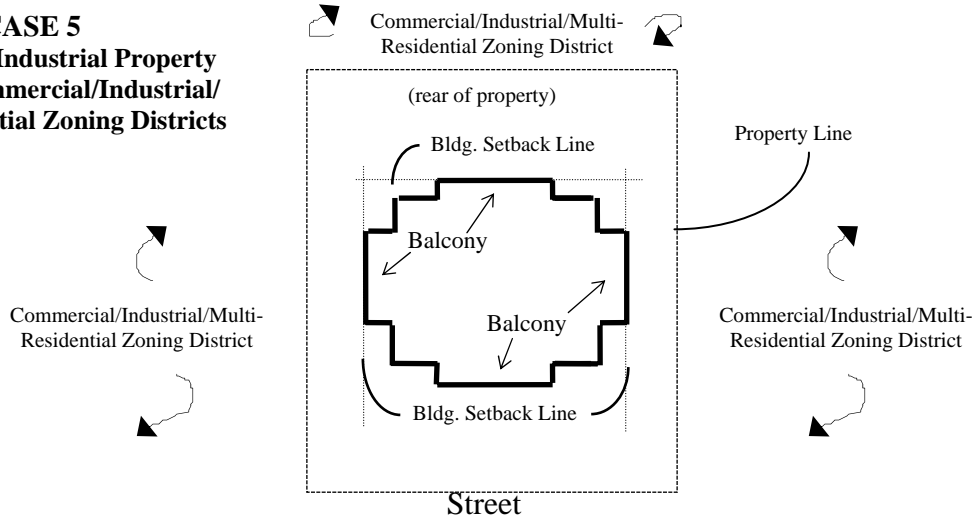 CASE 5
Industrial Property
mmercial/Industrial/
tial Zoning Districts
Commercial/Industrial/Multi-
Residential Zoning District
(rear of property)
Bldg. Setback Line
Property Line
Balcony
Commercial/Industrial/Multi-
Residential Zoning District
Balcony
Commercial/Industrial/Multi-
Residential Zoning District
Bldg. Setback Line
Street